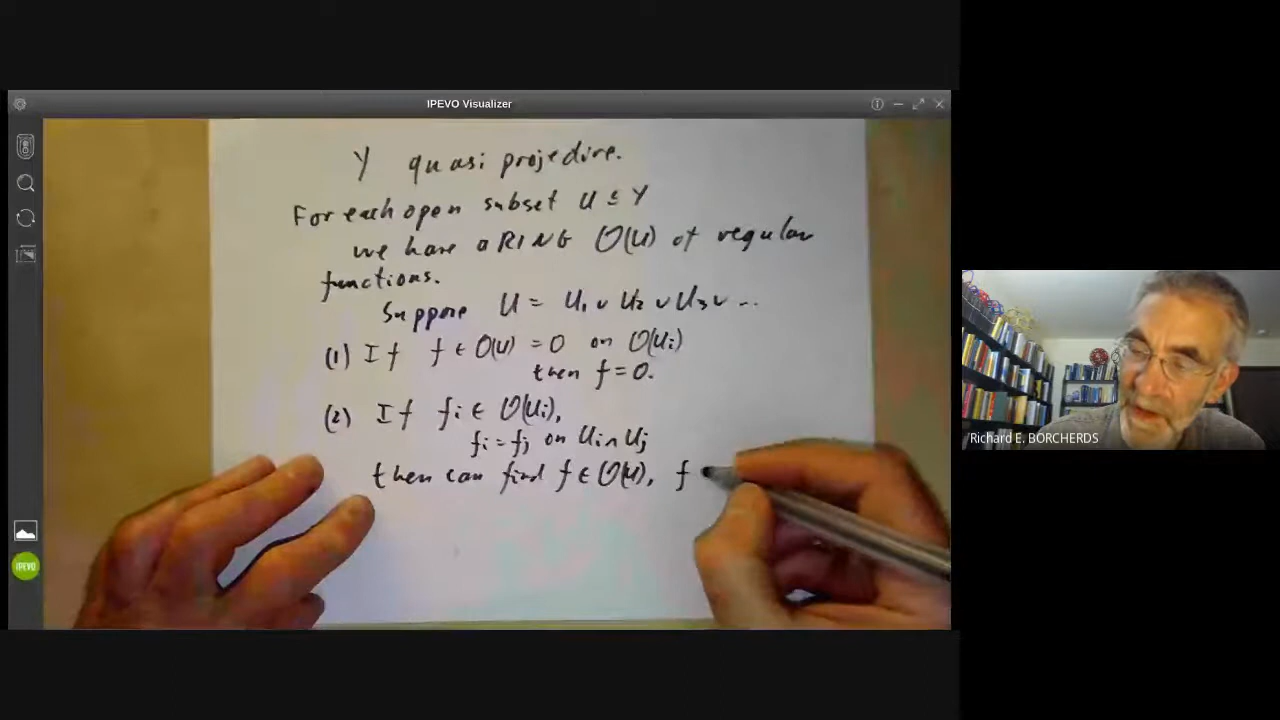 IPEVO Visualizer
Y quasi projective.
For each open subset U ⊆ Y
we have a RING O(U) of regular
functions.
Suppose U = U₁ ∪ U₂ ∪ U₃ ∪ ...
(1) If f ∈ O(U) = 0 on O(Uᵢ)
then f = 0.
(2) If fᵢ ∈ O(Uᵢ),
fᵢ = fⱼ on Uᵢ ∩ Uⱼ
then can find f ∈ O(U), f
IPEVO
Richard E. BORCHERDS